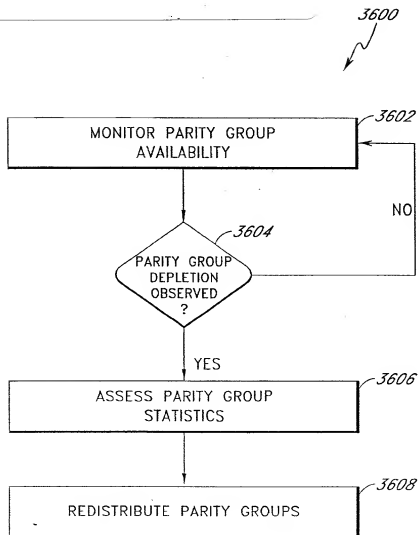 3600
3602
MONITOR PARITY GROUP
AVAILABILITY
NO
3604
PARITY GROUP
DEPLETION
OBSERVED
?
YES
3606
ASSESS PARITY GROUP
STATISTICS
3608
REDISTRIBUTE PARITY GROUPS